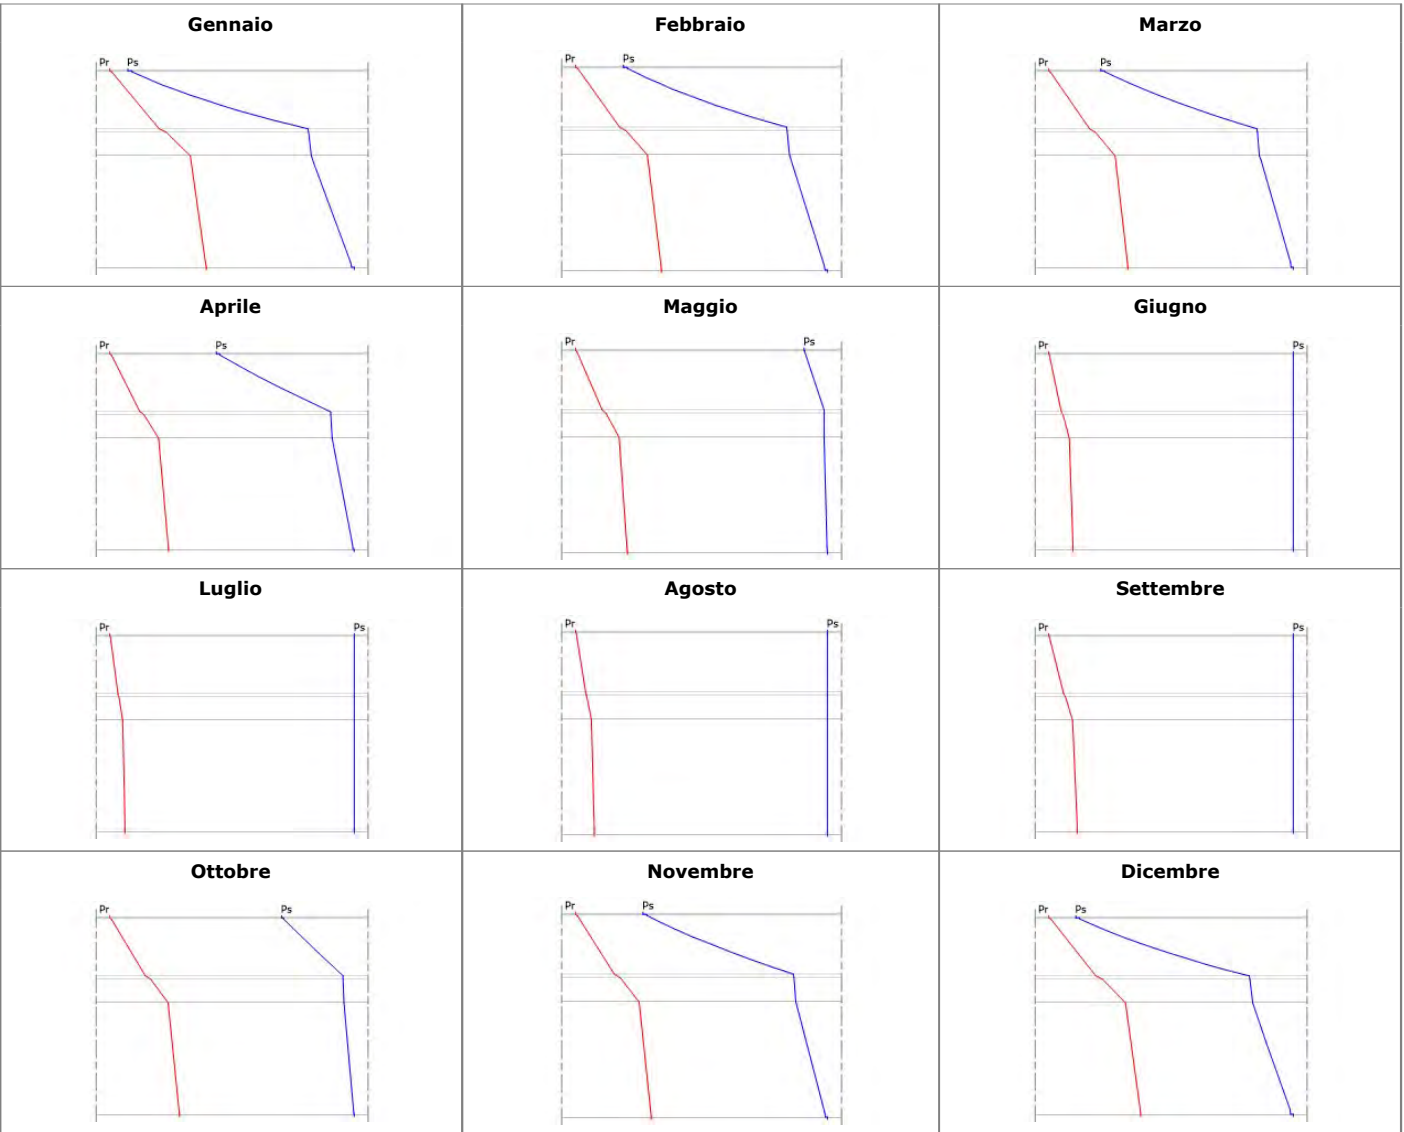 Gennaio Febbraio Marzo
Pr Ps Pr Ps Pr Ps
Aprile Maggio Giugno
Pr Ps Pr Ps Pr Ps
Luglio Agosto Settembre
Pr Ps Pr Ps Pr Ps
Ottobre Novembre Dicembre
Pr Ps Pr Ps Pr Ps